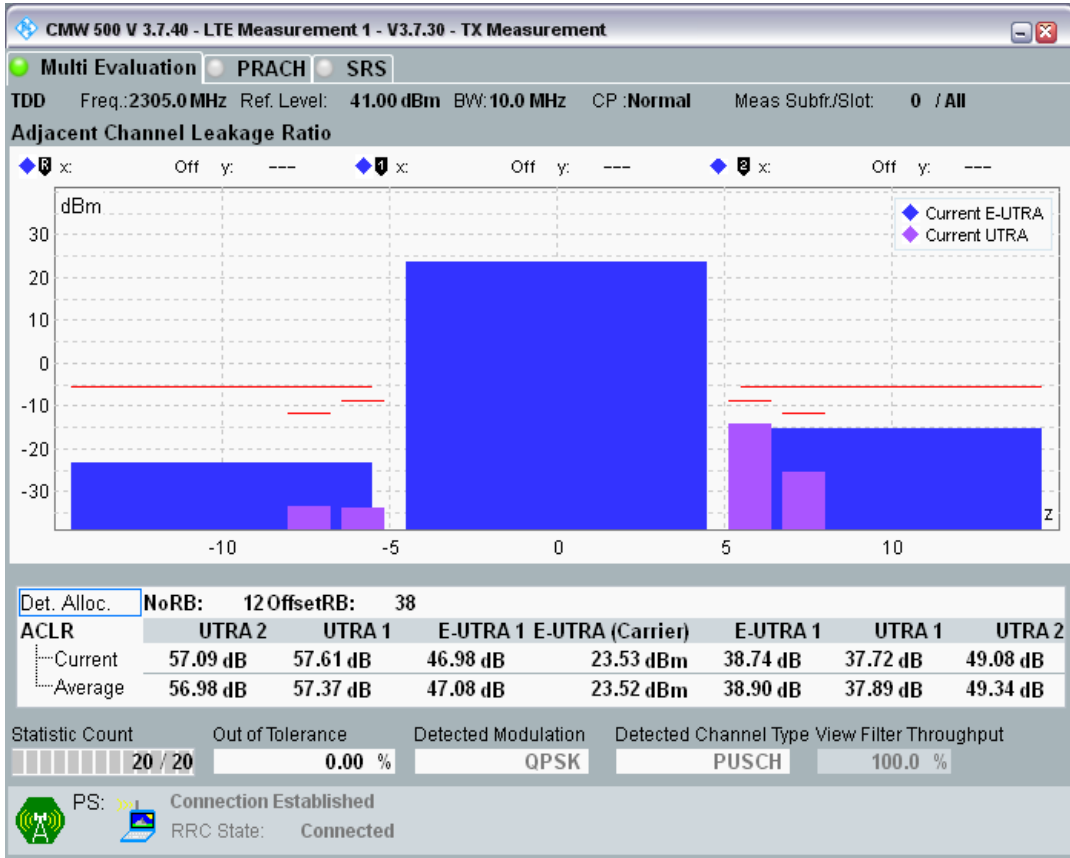 CMW 500 V 3.7.40 - LTE Measurement 1 - V3.7.30 - TX Measurement
Multi Evaluation PRACH SRS
TDD Freq.:2305.0 MHz Ref. Level: 41.00 dBm BW: 10.0 MHz CP :Normal Meas Subfr./Slot: 0 / All
Adjacent Channel Leakage Ratio
R x: Off y: --- 1 x: Off y: --- 2 x: Off y: ---
dBm
Current E-UTRA
Current UTRA
30
20
10
0
-10
-20
-30
z
-10 -5 0 5 10
Det. Alloc. NoRB: 12 OffsetRB: 38
ACLR UTRA 2 UTRA 1 E-UTRA 1 E-UTRA (Carrier) E-UTRA 1 UTRA 1 UTRA 2
Current 57.09 dB 57.61 dB 46.98 dB 23.53 dBm 38.74 dB 37.72 dB 49.08 dB
Average 56.98 dB 57.37 dB 47.08 dB 23.52 dBm 38.90 dB 37.89 dB 49.34 dB
Statistic Count Out of Tolerance Detected Modulation Detected Channel Type View Filter Throughput
20 / 20 0.00 % QPSK PUSCH 100.0 %
PS: Connection Established
RRC State: Connected